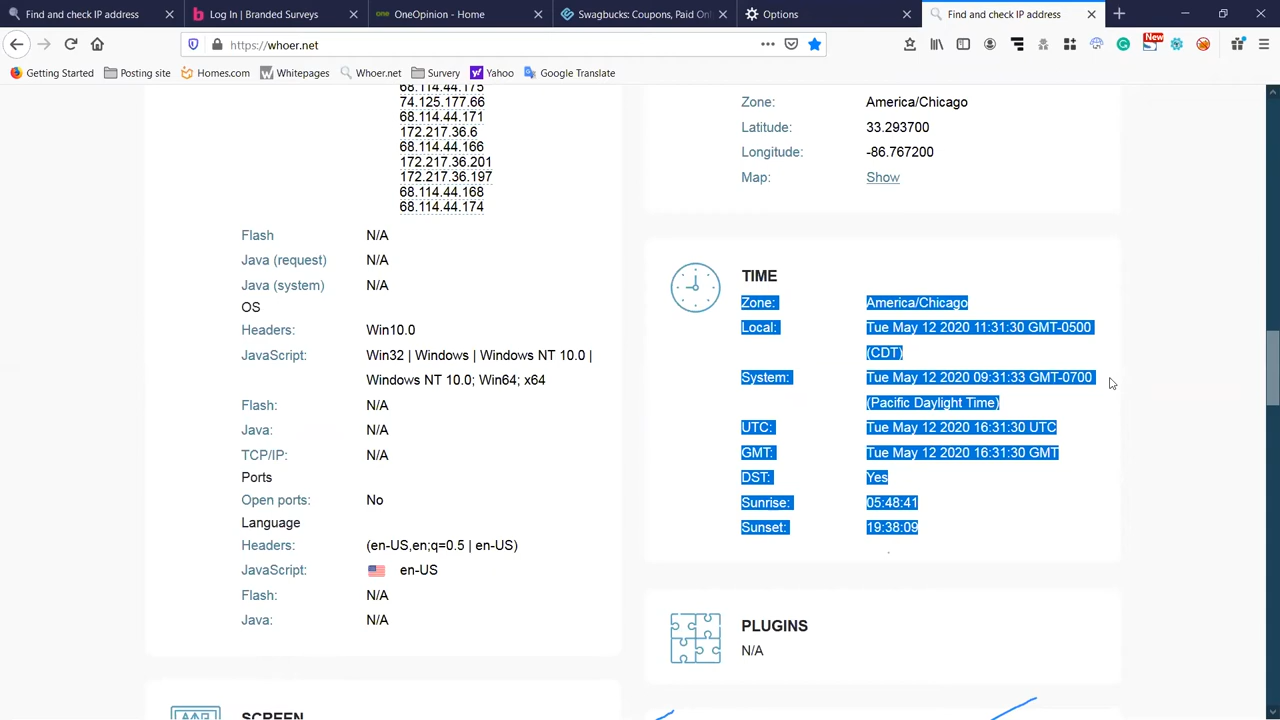 Find and check IP address
Log In | Branded Surveys
OneOpinion - Home
Swagbucks: Coupons, Paid Onl
Options
Find and check IP address
https://whoer.net
New
Getting Started
Posting site
Homes.com
Whitepages
Whoer.net
Survery
Yahoo
Google Translate
68.114.44.175
74.125.177.66
68.114.44.171
172.217.36.6
68.114.44.166
172.217.36.201
172.217.36.197
68.114.44.168
68.114.44.174
Flash N/A
Java (request) N/A
Java (system) N/A
OS
Headers: Win10.0
JavaScript: Win32 | Windows | Windows NT 10.0 |
Windows NT 10.0; Win64; x64
Flash: N/A
Java: N/A
TCP/IP: N/A
Ports
Open ports: No
Language
Headers: (en-US,en;q=0.5 | en-US)
JavaScript: en-US
Flash: N/A
Java: N/A
SCREEN
Zone: America/Chicago
Latitude: 33.293700
Longitude: -86.767200
Map: Show
TIME
Zone: America/Chicago
Local: Tue May 12 2020 11:31:30 GMT-0500
(CDT)
System: Tue May 12 2020 09:31:33 GMT-0700
(Pacific Daylight Time)
UTC: Tue May 12 2020 16:31:30 UTC
GMT: Tue May 12 2020 16:31:30 GMT
DST: Yes
Sunrise: 05:48:41
Sunset: 19:38:09
PLUGINS
N/A